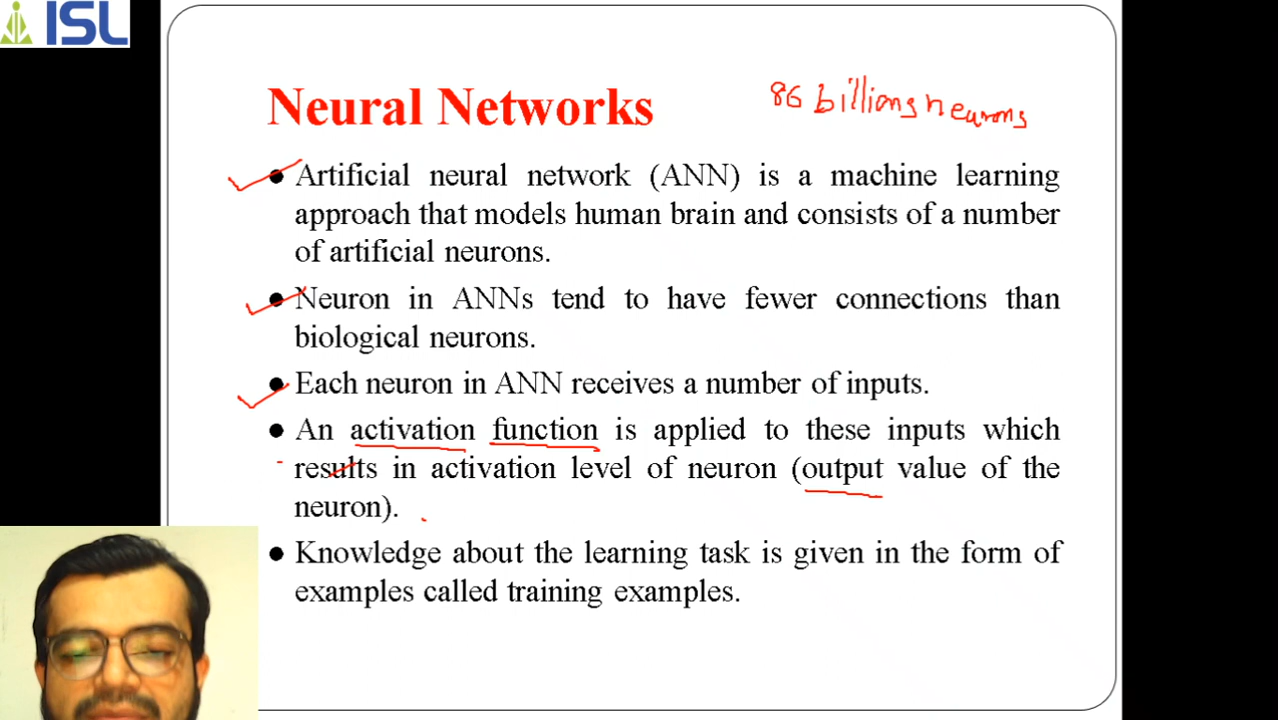 ISL
Neural Networks
86 billions neurons
● Artificial neural network (ANN) is a machine learning
approach that models human brain and consists of a number
of artificial neurons.
● Neuron in ANNs tend to have fewer connections than
biological neurons.
● Each neuron in ANN receives a number of inputs.
● An activation function is applied to these inputs which
results in activation level of neuron (output value of the
neuron).
● Knowledge about the learning task is given in the form of
examples called training examples.